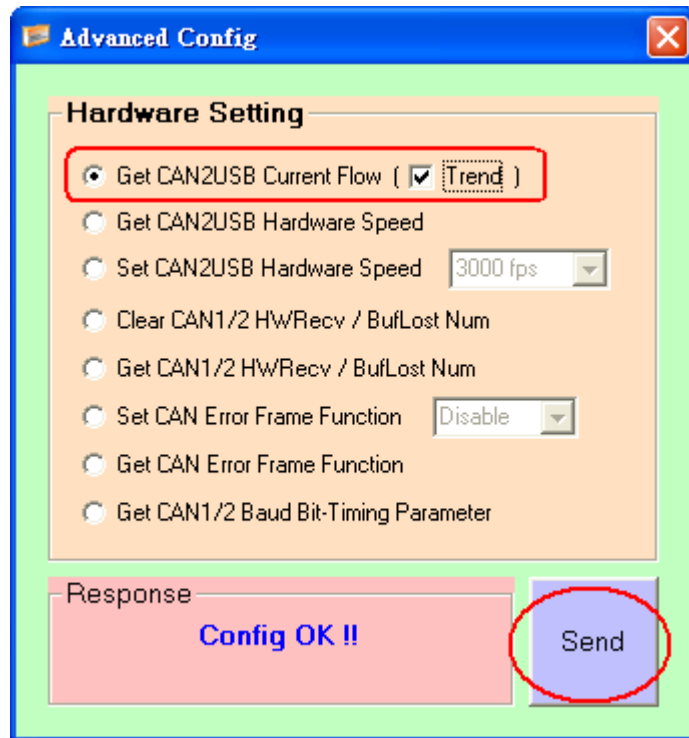 Advanced Config
Hardware Setting
Get CAN2USB Current Flow ( Trend )
Get CAN2USB Hardware Speed
Set CAN2USB Hardware Speed 3000 fps
Clear CAN1/2 HWRecv / BufLost Num
Get CAN1/2 HWRecv / BufLost Num
Set CAN Error Frame Function Disable
Get CAN Error Frame Function
Get CAN1/2 Baud Bit-Timing Parameter
Response
Config OK !!
Send